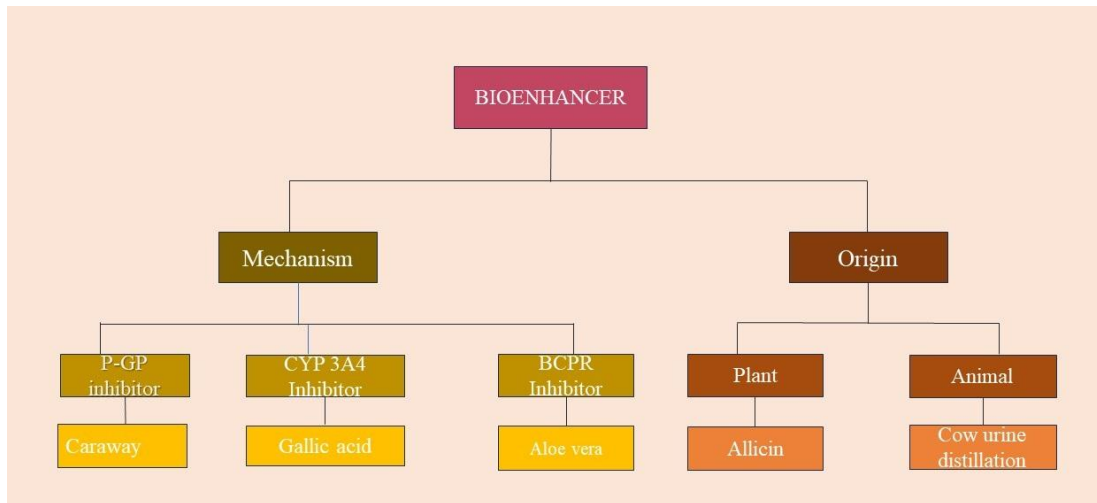 BIOENHANCER
Mechanism
Origin
P-GP
inhibitor
CYP 3A4
Inhibitor
BCPR
Inhibitor
Plant
Animal
Caraway
Gallic acid
Aloe vera
Allicin
Cow urine
distillation